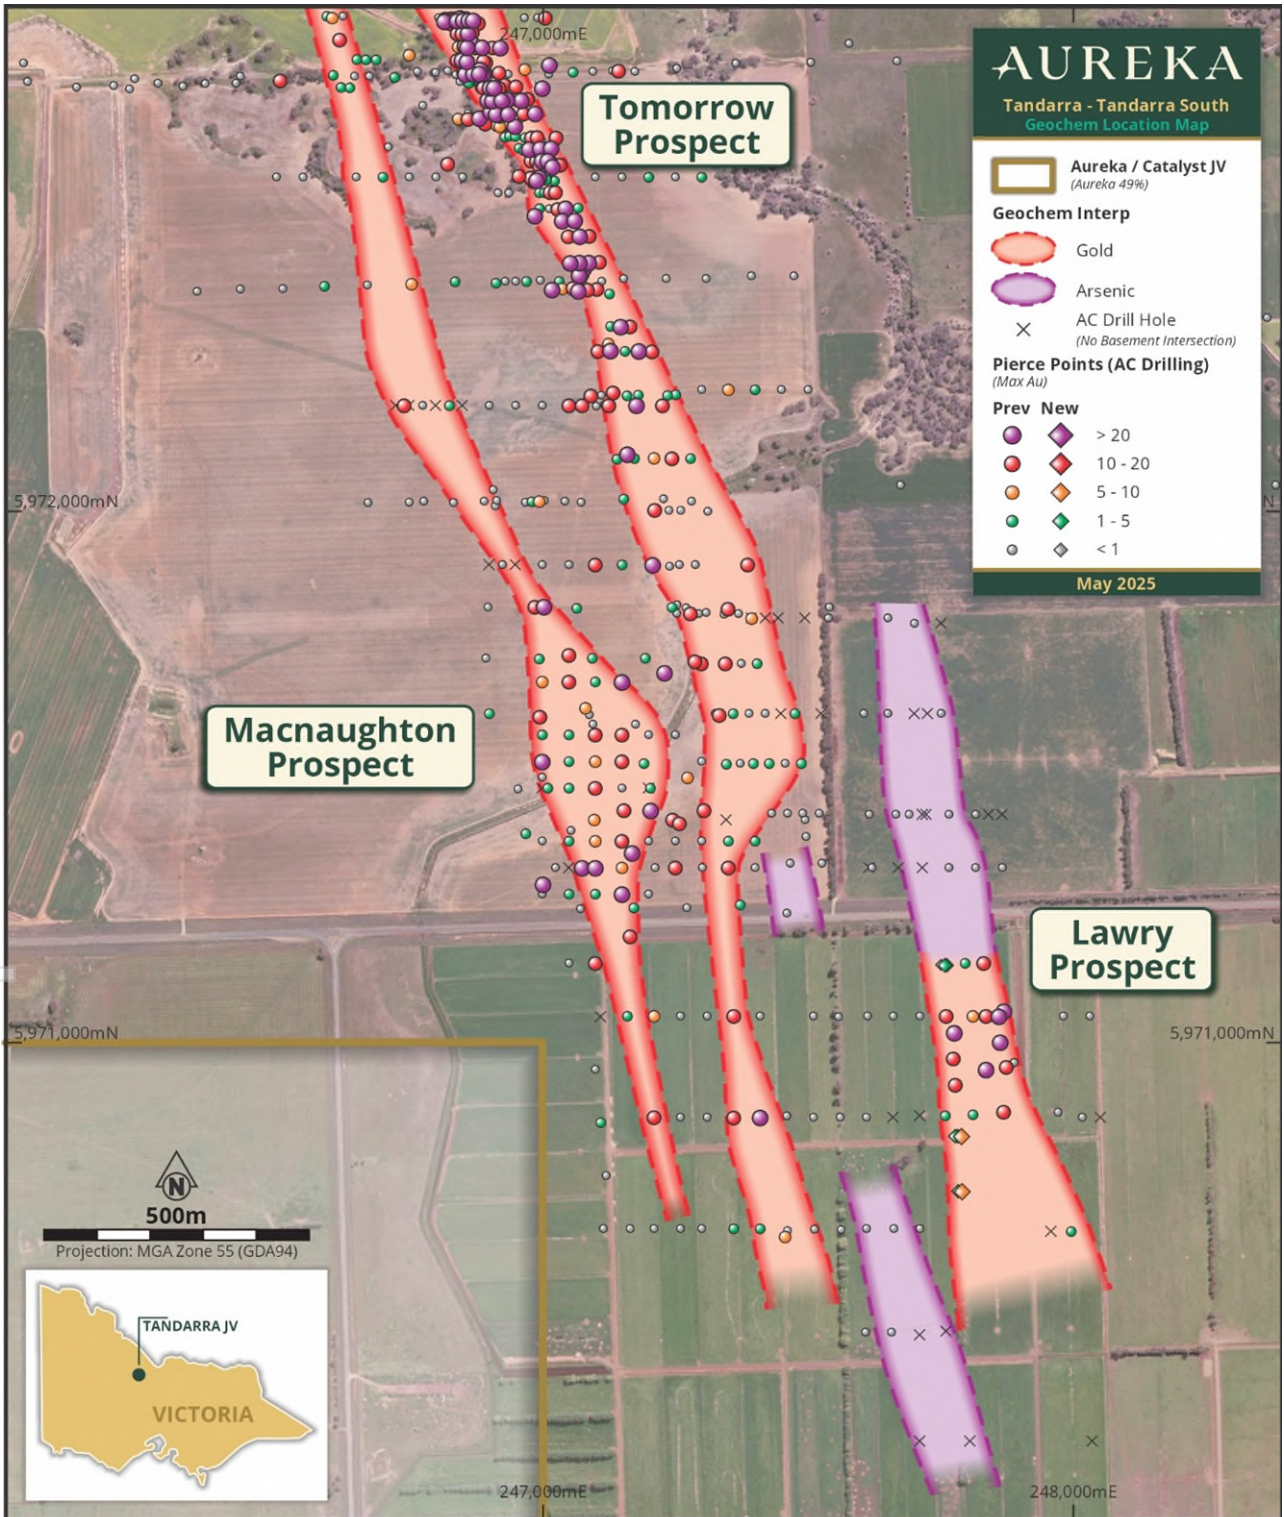 247,000mE
AUREKA
Tandarra - Tandarra South
Geochem Location Map
Aureka / Catalyst JV
(Aureka 49%)
Geochem Interp
Gold
Arsenic
AC Drill Hole
(No Basement Intersection)
Pierce Points (AC Drilling)
(Max Au)
Prev New
> 20
10 - 20
5 - 10
1 - 5
< 1
May 2025
Tomorrow
Prospect
5,972,000mN
N
Macnaughton
Prospect
Lawry
Prospect
5,971,000mN
5,971,000mN
N
500m
Projection: MGA Zone 55 (GDA94)
TANDARRA JV
VICTORIA
247,000mE
248,000mE